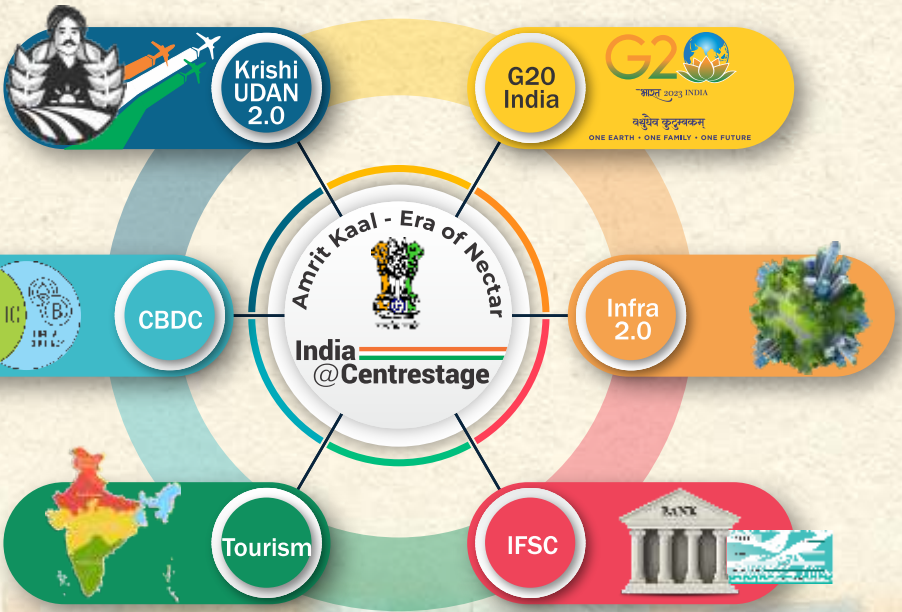 Krishi
UDAN
2.0
G20
India
G20
भारत 2023 INDIA
वसुधैव कुटुम्बकम्
ONE EARTH • ONE FAMILY • ONE FUTURE
Amrit Kaal - Era of Nectar
India
@Centrestage
CBDC
IC
B
Infra
2.0
Tourism
IFSC
BANK